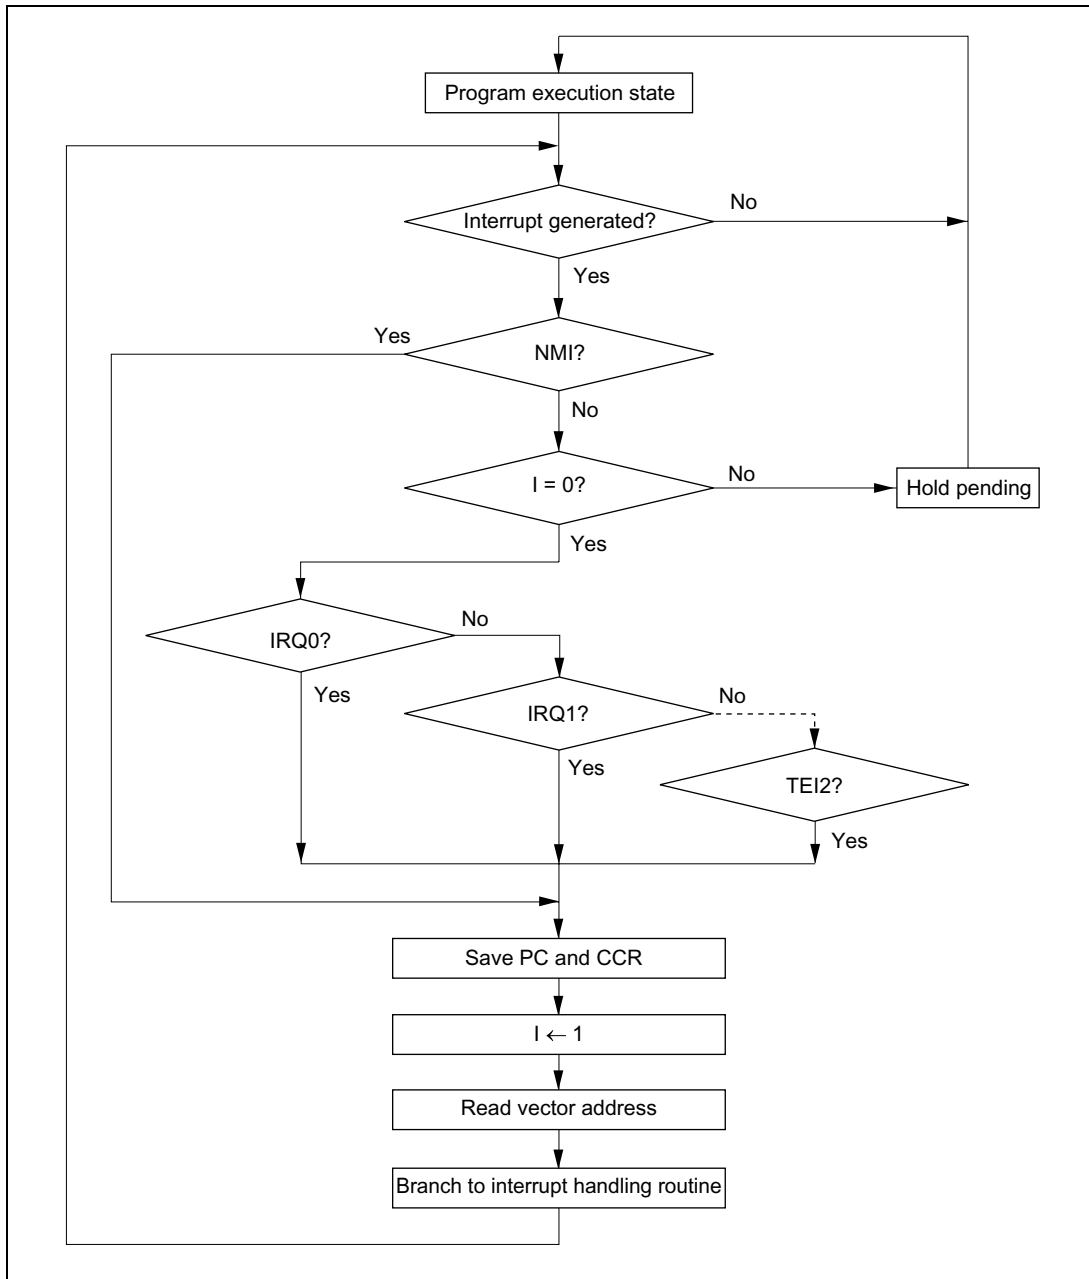 Program execution state
Interrupt generated?
No
Yes
Yes
NMI?
No
I = 0?
No
Hold pending
Yes
IRQ0?
No
Yes
IRQ1?
No
Yes
TEI2?
Yes
Save PC and CCR
I ← 1
Read vector address
Branch to interrupt handling routine